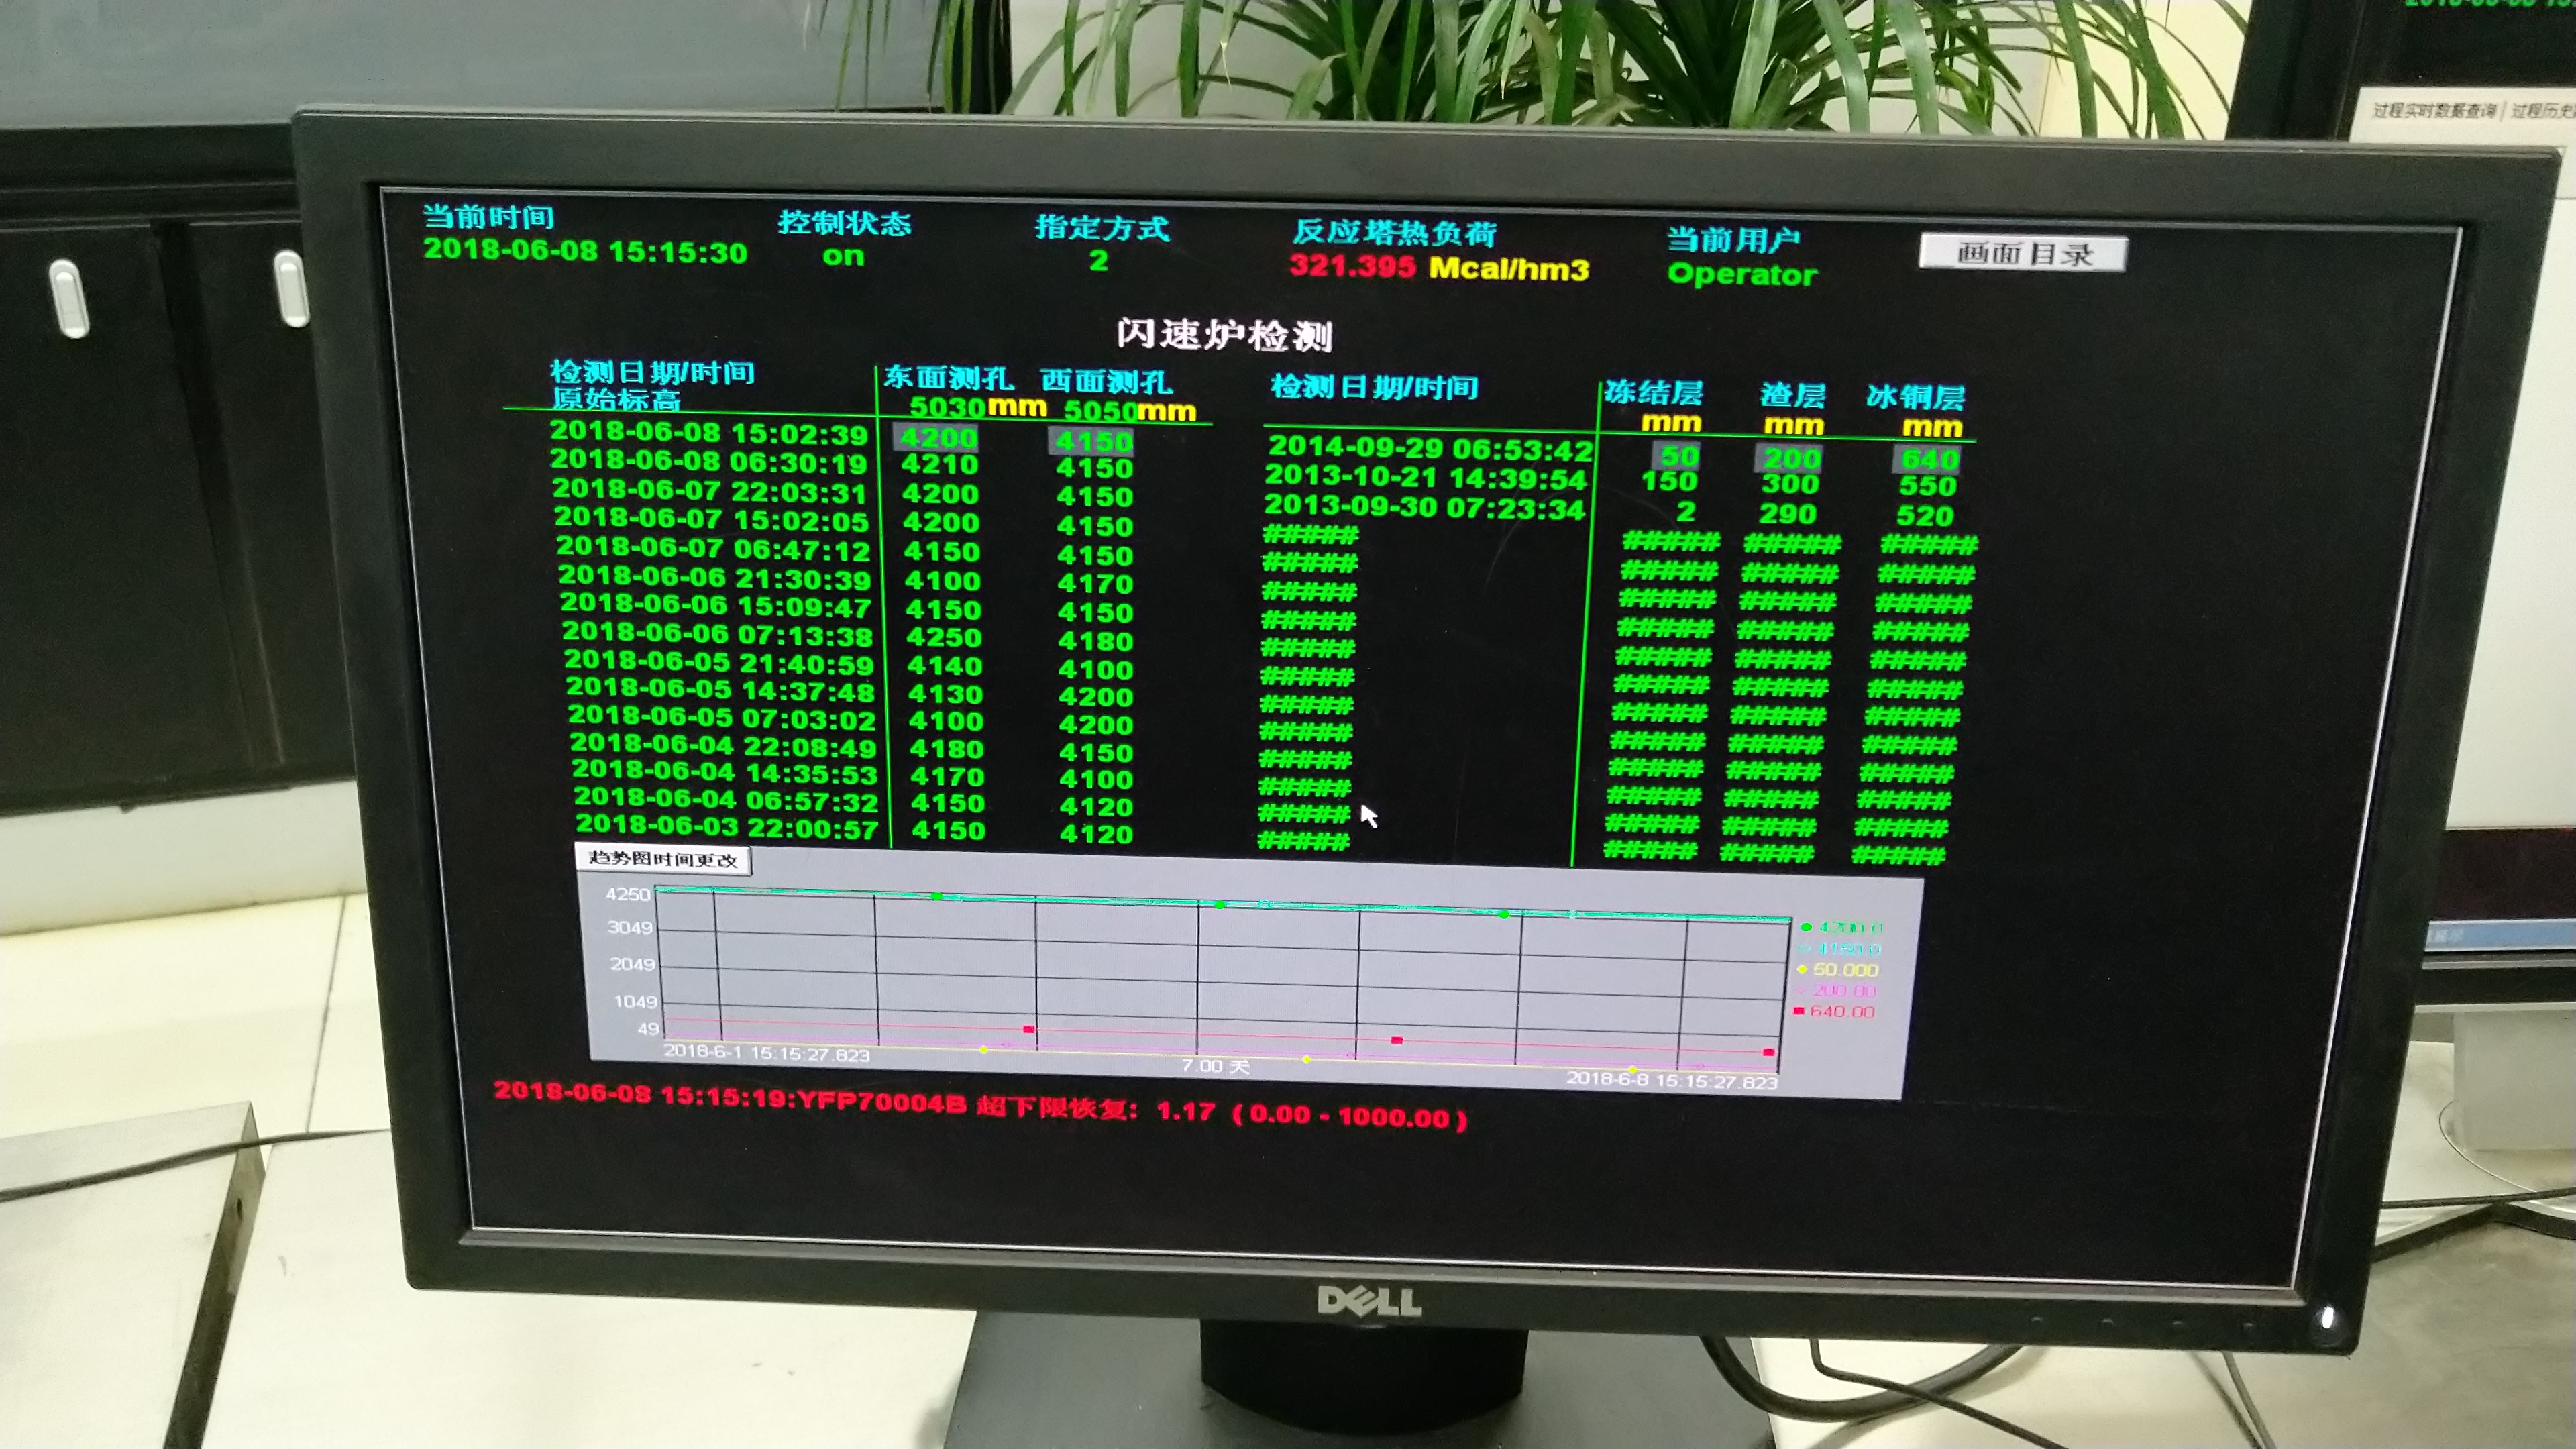 过程实时数据查询 过程历史
当前时间 控制状态 指定方式 反应塔热负荷 当前用户 画面目录
2018-06-08 15:15:30 on 2 321.395 Mcal/hm3 Operator
闪速炉检测
检测日期/时间 东面测孔 西面测孔 检测日期/时间 冻结层 渣层 冰铜层
原始标高 5030mm 5050mm mm mm mm
2018-06-08 15:02:39 4200 4150 2014-09-29 06:53:42 50 200 640
2018-06-08 06:30:19 4210 4150 2013-10-21 14:39:54 150 300 550
2018-06-07 22:03:31 4200 4150 2013-09-30 07:23:34 2 290 520
2018-06-07 15:02:05 4200 4150 ##### ##### ##### #####
2018-06-07 06:47:12 4150 4150 ##### ##### ##### #####
2018-06-06 21:30:39 4100 4170 ##### ##### ##### #####
2018-06-06 15:09:47 4150 4150 ##### ##### ##### #####
2018-06-06 07:13:38 4250 4180 ##### ##### ##### #####
2018-06-05 21:40:59 4140 4100 ##### ##### ##### #####
2018-06-05 14:37:48 4130 4200 ##### ##### ##### #####
2018-06-05 07:03:02 4100 4200 ##### ##### ##### #####
2018-06-04 22:08:49 4180 4150 ##### ##### ##### #####
2018-06-04 14:35:53 4170 4100 ##### ##### ##### #####
2018-06-04 06:57:32 4150 4120 ##### ##### ##### #####
2018-06-03 22:00:57 4150 4120 ##### ##### ##### #####
趋势图时间更改
4250
3049
2049
1049
49
4200.0
4150.0
50.000
200.00
640.00
2018-6-1 15:15:27.823 7.00 天 2018-6-8 15:15:27.823
2018-06-08 15:15:19:YFP70004B 超下限恢复: 1.17 ( 0.00 - 1000.00 )
DELL